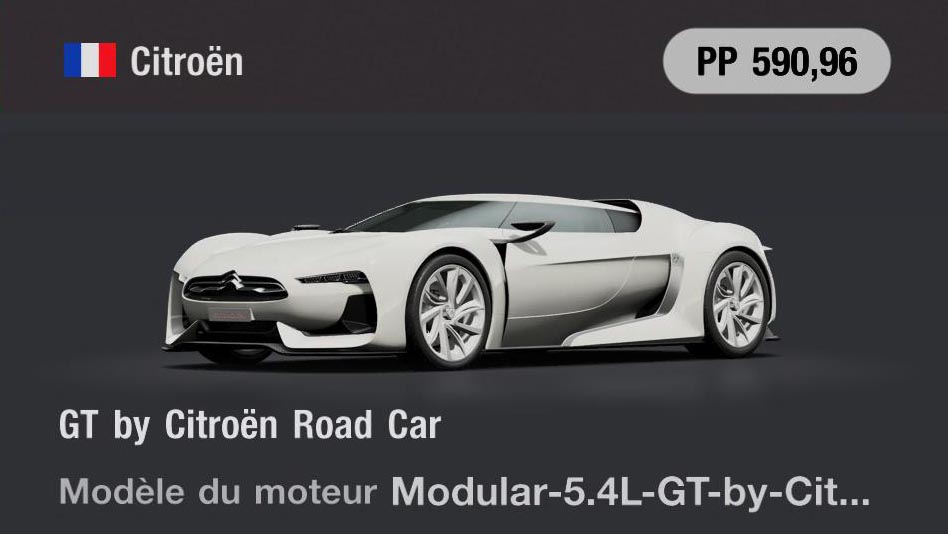 Citroën
PP 590,96
GT by Citroën Road Car
Modèle du moteur Modular-5.4L-GT-by-Cit...